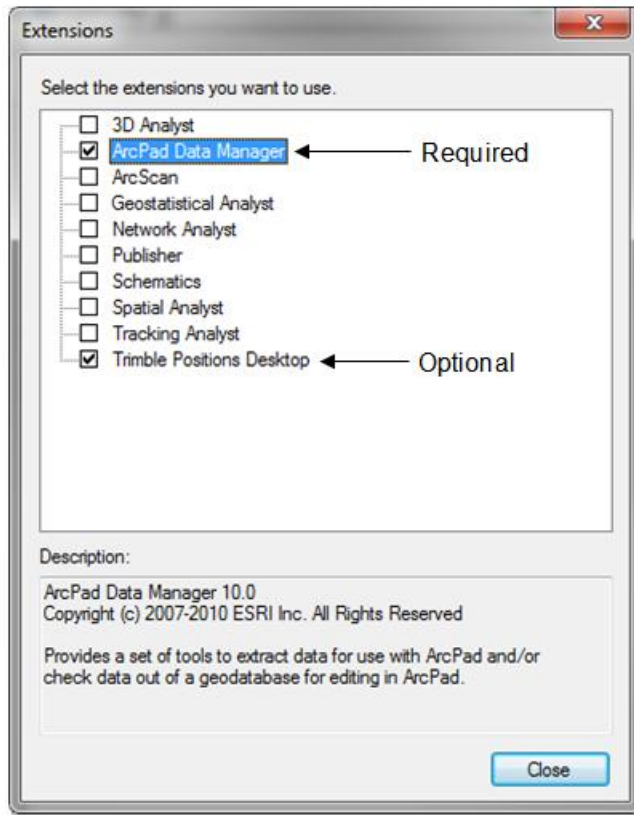 Extensions
Select the extensions you want to use.
3D Analyst
ArcPad Data Manager Required
ArcScan
Geostatistical Analyst
Network Analyst
Publisher
Schematics
Spatial Analyst
Tracking Analyst
Trimble Positions Desktop Optional
Description:
ArcPad Data Manager 10.0
Copyright (c) 2007-2010 ESRI Inc. All Rights Reserved
Provides a set of tools to extract data for use with ArcPad and/or
check data out of a geodatabase for editing in ArcPad.
Close